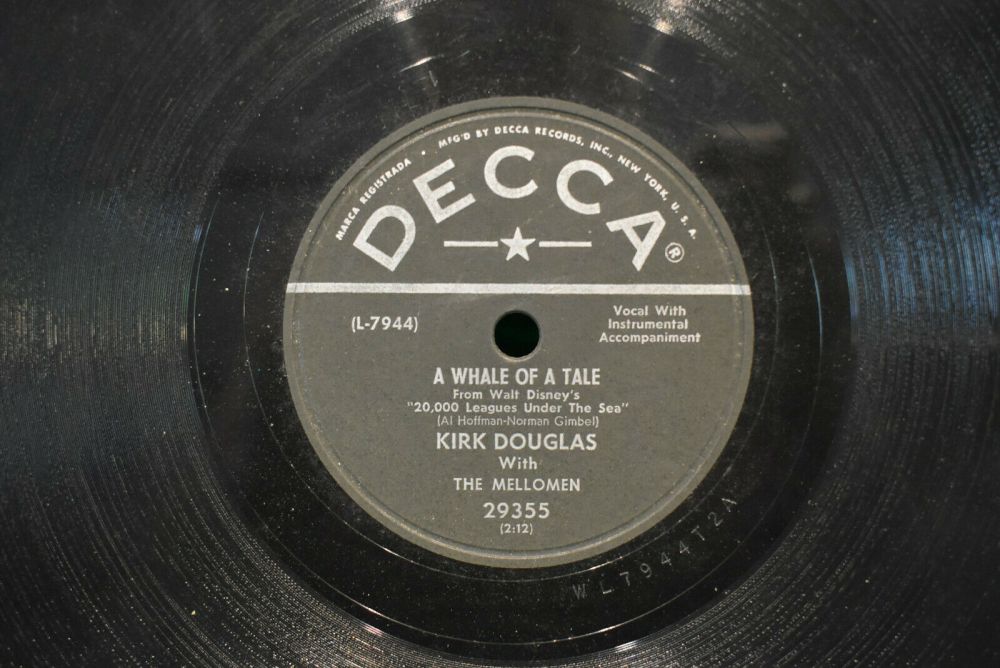 MARCA REGISTRADA • MFG'D BY DECCA RECORDS, INC., NEW YORK, U. S. A.
DECCA ®
(L-7944)
Vocal With
Instrumental
Accompaniment
A WHALE OF A TALE
From Walt Disney's
"20,000 Leagues Under The Sea"
(Al Hoffman-Norman Gimbel)
KIRK DOUGLAS
With
THE MELLOMEN
29355
(2:12)
WL7944T2A